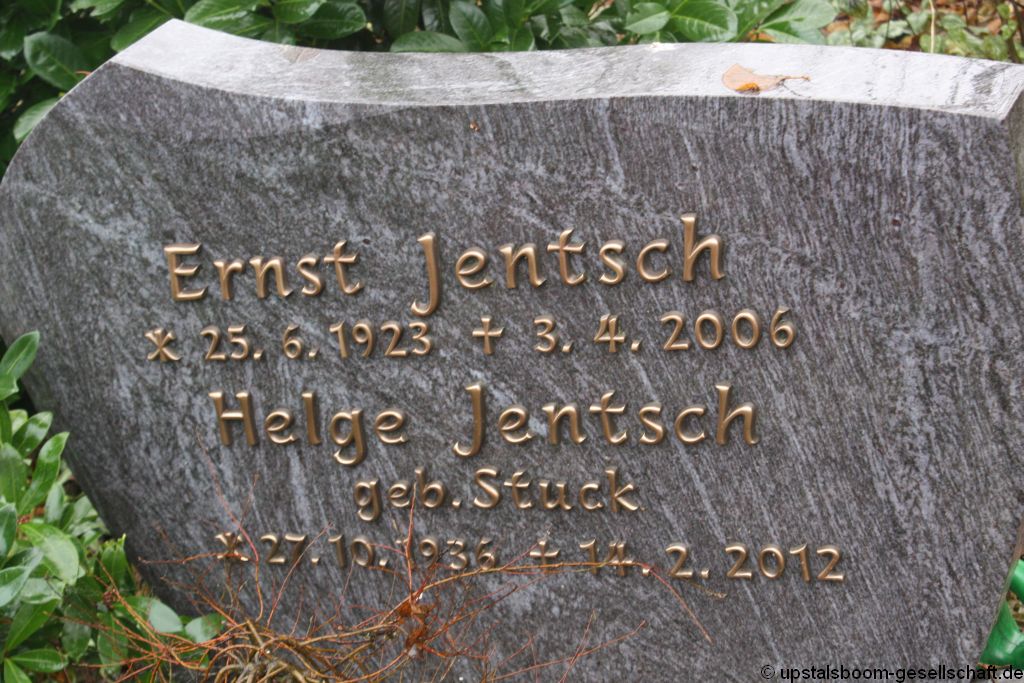 Ernst Jentsch
* 25. 6. 1923 ✝ 3. 4. 2006
Helge Jentsch
geb. Stuck
* 27. 10. 1936 ✝ 14. 2. 2012
© upstalsboom-gesellschaft.de